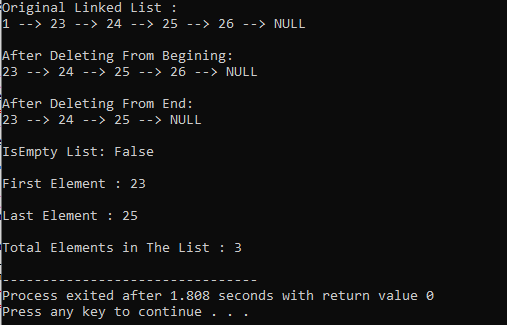 Original Linked List :
1 --> 23 --> 24 --> 25 --> 26 --> NULL
After Deleting From Begining:
23 --> 24 --> 25 --> 26 --> NULL
After Deleting From End:
23 --> 24 --> 25 --> NULL
IsEmpty List: False
First Element : 23
Last Element : 25
Total Elements in The List : 3
--------------------------------
Process exited after 1.808 seconds with return value 0
Press any key to continue . . .